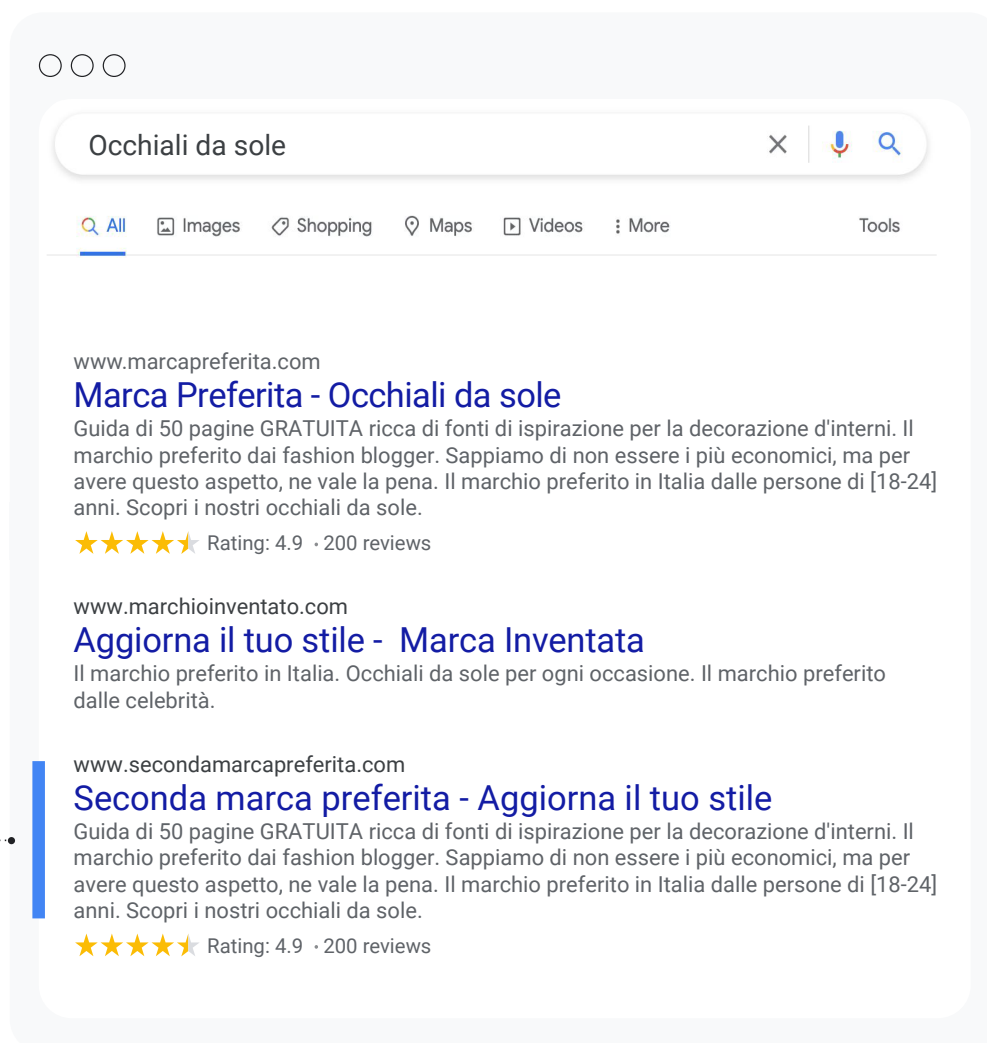 Occhiali da sole
All Images Shopping Maps Videos More Tools
www.marcapreferita.com
Marca Preferita - Occhiali da sole
Guida di 50 pagine GRATUITA ricca di fonti di ispirazione per la decorazione d'interni. Il
marchio preferito dai fashion blogger. Sappiamo di non essere i più economici, ma per
avere questo aspetto, ne vale la pena. Il marchio preferito in Italia dalle persone di [18-24]
anni. Scopri i nostri occhiali da sole.
Rating: 4.9 · 200 reviews
www.marchioinventato.com
Aggiorna il tuo stile - Marca Inventata
Il marchio preferito in Italia. Occhiali da sole per ogni occasione. Il marchio preferito
dalle celebrità.
www.secondamarcapreferita.com
Seconda marca preferita - Aggiorna il tuo stile
Guida di 50 pagine GRATUITA ricca di fonti di ispirazione per la decorazione d'interni. Il
marchio preferito dai fashion blogger. Sappiamo di non essere i più economici, ma per
avere questo aspetto, ne vale la pena. Il marchio preferito in Italia dalle persone di [18-24]
anni. Scopri i nostri occhiali da sole.
Rating: 4.9 · 200 reviews